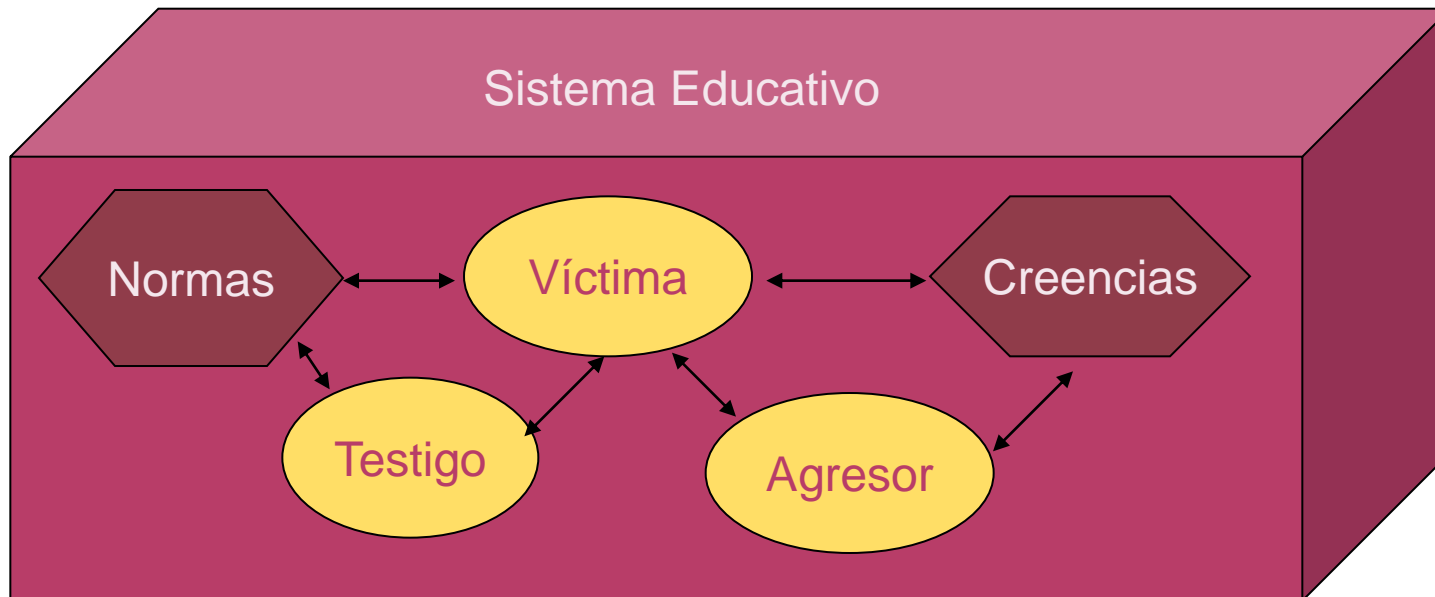 Sistema Educativo
Normas
Víctima
Creencias
Testigo
Agresor